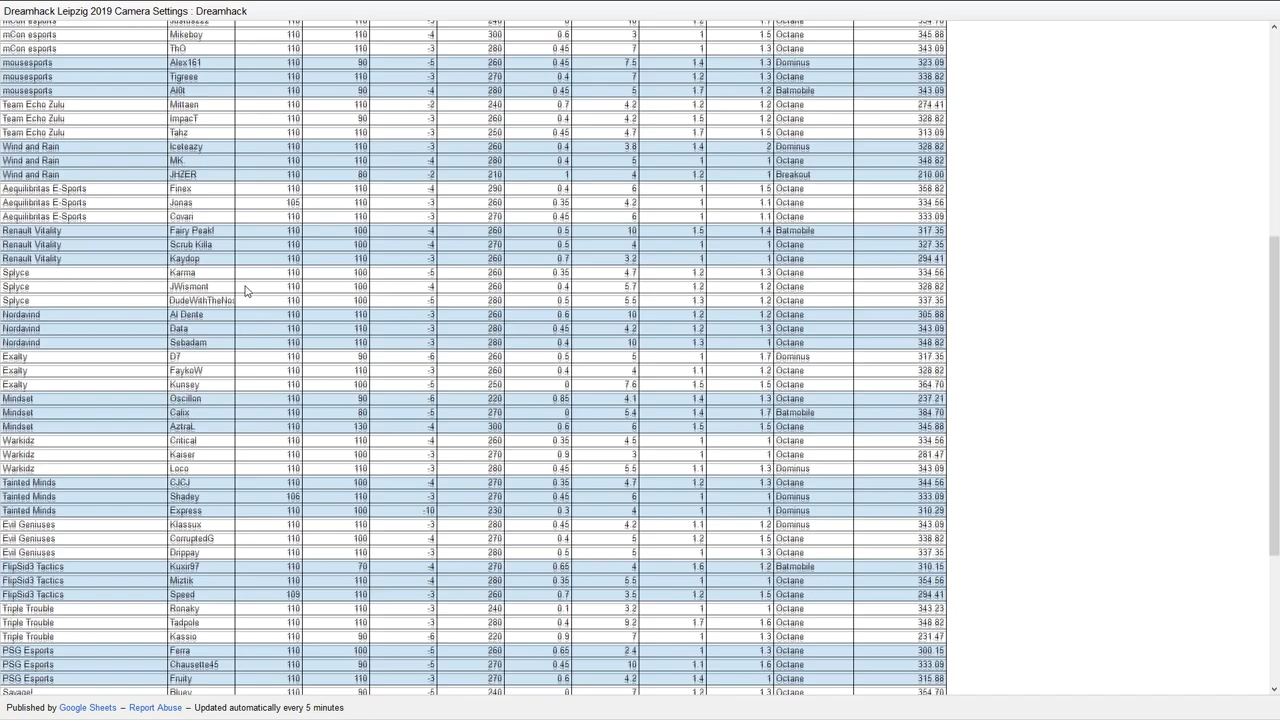 Dreamhack Leipzig 2019 Camera Settings : Dreamhack
mCon esports Justuszzz 110 110 -3 240 0 10 1.2 1.7 Octane 354.70
mCon esports Mikeboy 110 110 -4 300 0.6 3 1 1.5 Octane 345.88
mCon esports ThO 110 110 -3 280 0.45 7 1 1.3 Octane 343.09
mousesports Alex161 110 90 -5 260 0.45 7.5 1.4 1.3 Dominus 323.09
mousesports Tigreee 110 110 -3 270 0.4 7 1.2 1.3 Octane 338.82
mousesports Al0t 110 90 -4 280 0.45 5 1.7 1.2 Batmobile 343.09
Team Echo Zulu Mittaen 110 110 -2 240 0.7 4.2 1.2 1.2 Octane 274.41
Team Echo Zulu ImpacT 110 90 -3 260 0.4 4.2 1.5 1.2 Octane 328.82
Team Echo Zulu Tahz 110 110 -3 250 0.45 4.7 1.7 1.5 Octane 313.09
Wind and Rain Iceteazy 110 110 -3 260 0.4 3.8 1.4 2 Dominus 328.82
Wind and Rain MK. 110 110 -4 280 0.4 5 1 1 Octane 348.82
Wind and Rain JHZER 110 80 -2 210 1 4 1.2 1 Breakout 210.00
Aequilibritas E-Sports Finex 110 110 -4 290 0.4 6 1 1.5 Octane 358.82
Aequilibritas E-Sports Jonas 105 110 -3 260 0.35 4.2 1 1.1 Octane 334.56
Aequilibritas E-Sports Covari 110 110 -3 270 0.45 6 1 1.1 Octane 333.09
Renault Vitality Fairy Peak! 110 100 -4 260 0.5 10 1.5 1.4 Batmobile 317.35
Renault Vitality Scrub Killa 110 100 -4 270 0.5 4 1 1 Octane 327.35
Renault Vitality Kaydop 110 110 -3 260 0.7 3.2 1 1 Octane 294.41
Splyce Karma 110 100 -5 260 0.35 4.7 1.2 1.3 Octane 334.56
Splyce JWismont 110 100 -4 260 0.4 5.7 1.2 1.2 Octane 328.82
Splyce DudeWithTheNos 110 100 -5 280 0.5 5.5 1.3 1.2 Octane 337.35
Nordavind Al Dente 110 110 -3 260 0.6 10 1.2 1.2 Octane 305.88
Nordavind Data 110 110 -3 280 0.45 4.2 1.2 1.3 Octane 343.09
Nordavind Sebadam 110 110 -3 280 0.4 10 1.3 1 Octane 348.82
Exalty D7 110 90 -6 260 0.5 5 1 1.7 Dominus 317.35
Exalty FaykoW 110 110 -3 260 0.4 4 1.1 1.2 Octane 328.82
Exalty Kunsey 110 100 -5 250 0 7.6 1.5 1.5 Octane 364.70
Mindset Oscillon 110 90 -6 220 0.85 4.1 1.4 1.3 Octane 237.21
Mindset Calix 110 80 -5 270 0 5.4 1.4 1.7 Batmobile 384.70
Mindset AztraL 110 130 -4 300 0.6 6 1.5 1.5 Octane 345.88
Warkidz Critical 110 110 -4 260 0.35 4.5 1 1 Octane 334.56
Warkidz Kaiser 110 100 -3 270 0.9 3 1 1 Octane 281.47
Warkidz Loco 110 110 -3 280 0.45 5.5 1.1 1.3 Dominus 343.09
Tainted Minds CJCJ 110 100 -4 270 0.35 4.7 1.2 1.3 Octane 344.56
Tainted Minds Shadey 106 110 -3 270 0.45 6 1 1 Dominus 333.09
Tainted Minds Express 110 100 -10 230 0.3 4 1 1 Dominus 310.29
Evil Geniuses Klassux 110 110 -3 280 0.45 4.2 1.1 1.2 Dominus 343.09
Evil Geniuses CorruptedG 110 100 -4 270 0.4 5 1.2 1.5 Octane 338.82
Evil Geniuses Drippay 110 110 -3 280 0.5 5 1 1.3 Octane 337.35
FlipSid3 Tactics Kuxir97 110 70 -4 270 0.65 4 1.6 1.2 Batmobile 310.15
FlipSid3 Tactics Miztik 110 110 -4 280 0.35 5.5 1 1 Octane 354.56
FlipSid3 Tactics Speed 109 110 -3 260 0.7 3.5 1.2 1.5 Octane 294.41
Triple Trouble Ronaky 110 110 -3 240 0.1 3.2 1 1 Octane 343.23
Triple Trouble Tadpole 110 110 -3 280 0.4 9.2 1.7 1.6 Octane 348.82
Triple Trouble Kassio 110 90 -6 220 0.9 7 1 1.3 Octane 231.47
PSG Esports Ferra 110 100 -5 260 0.65 2.4 1 1.3 Octane 300.15
PSG Esports Chausette45 110 90 -5 270 0.45 10 1.1 1.6 Octane 333.09
PSG Esports Fruity 110 110 -3 270 0.6 4.2 1.4 1 Octane 315.88
Savage! Bluey 110 90 -5 240 0 7 1.2 1.3 Octane 354.70
Published by Google Sheets – Report Abuse – Updated automatically every 5 minutes